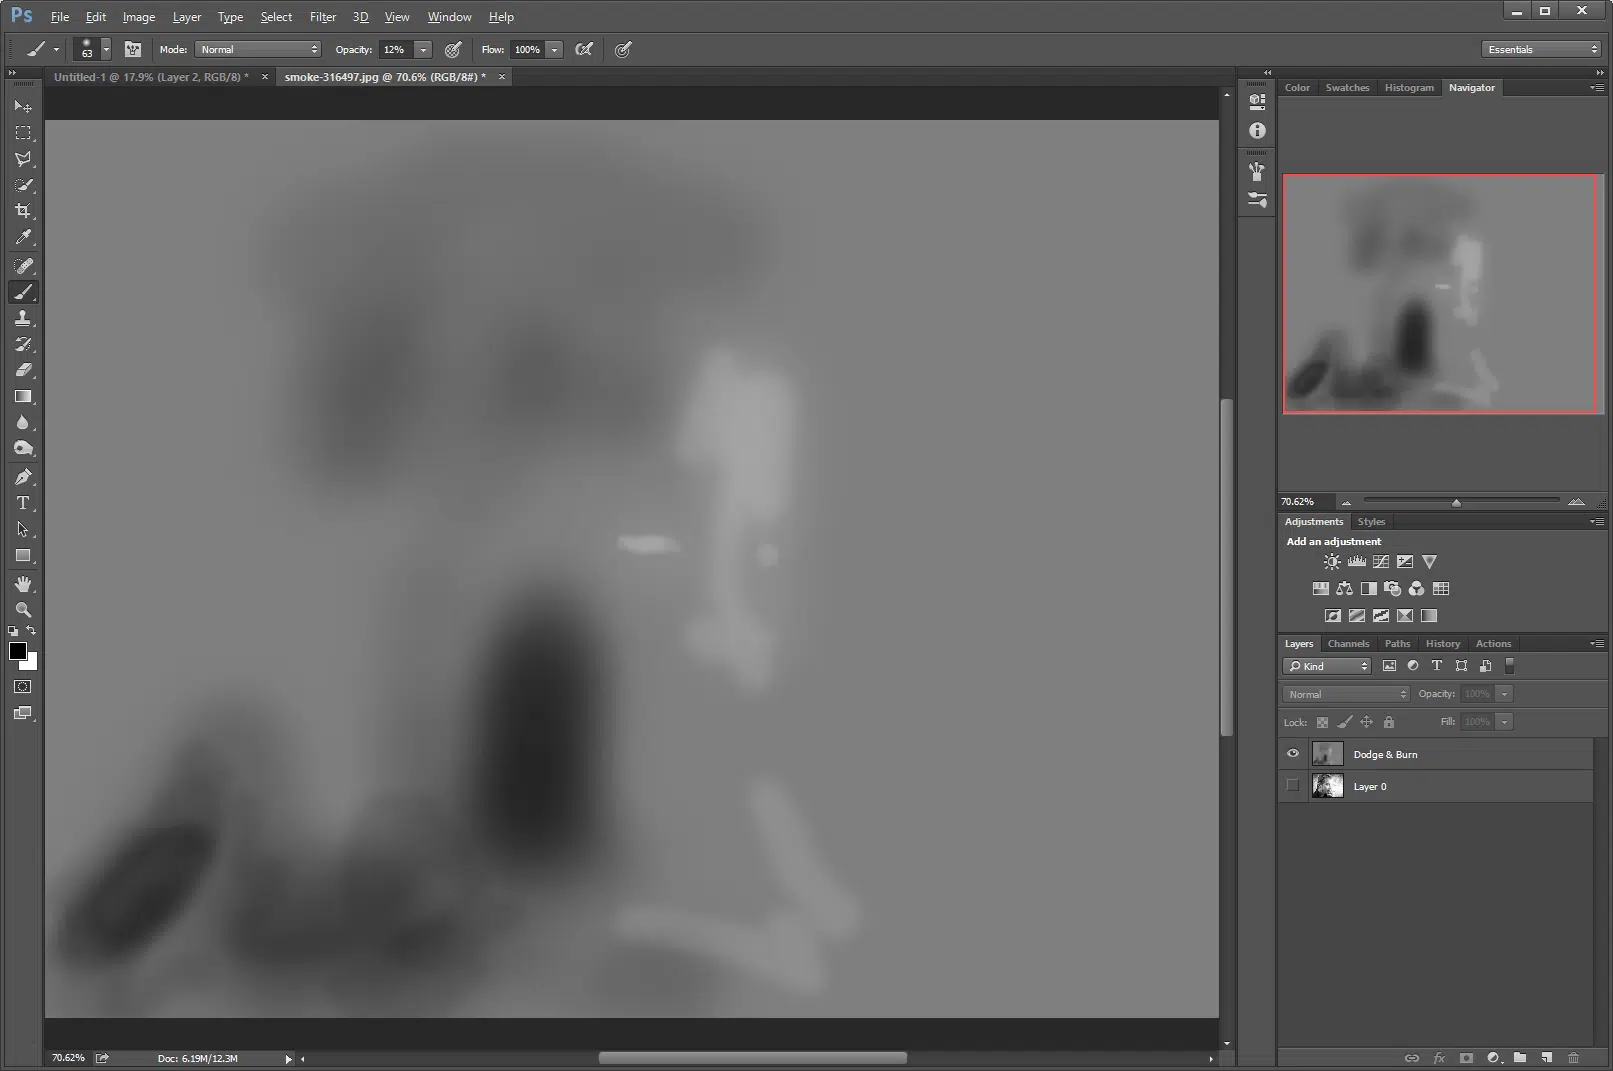 Ps File Edit Image Layer Type Select Filter 3D View Window Help
63 Mode: Normal Opacity: 12% Flow: 100% Essentials
Untitled-1 @ 17.9% (Layer 2, RGB/8) * × smoke-316497.jpg @ 70.6% (RGB/8#) * ×
Color Swatches Histogram Navigator
70.62%
Adjustments Styles
Add an adjustment
Layers Channels Paths History Actions
Kind T
Normal Opacity: 100%
Lock: Fill: 100%
Dodge & Burn
Layer 0
T
70.62% Doc: 6.19M/12.3M
fx